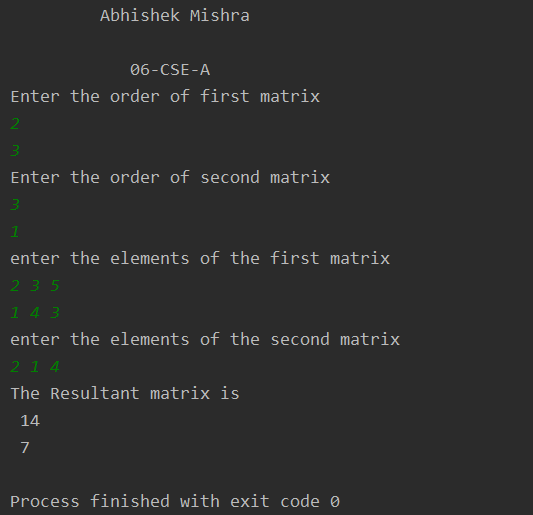 Abhishek Mishra
06-CSE-A
Enter the order of first matrix
2
3
Enter the order of second matrix
3
1
enter the elements of the first matrix
2 3 5
1 4 3
enter the elements of the second matrix
2 1 4
The Resultant matrix is
14
7
Process finished with exit code 0